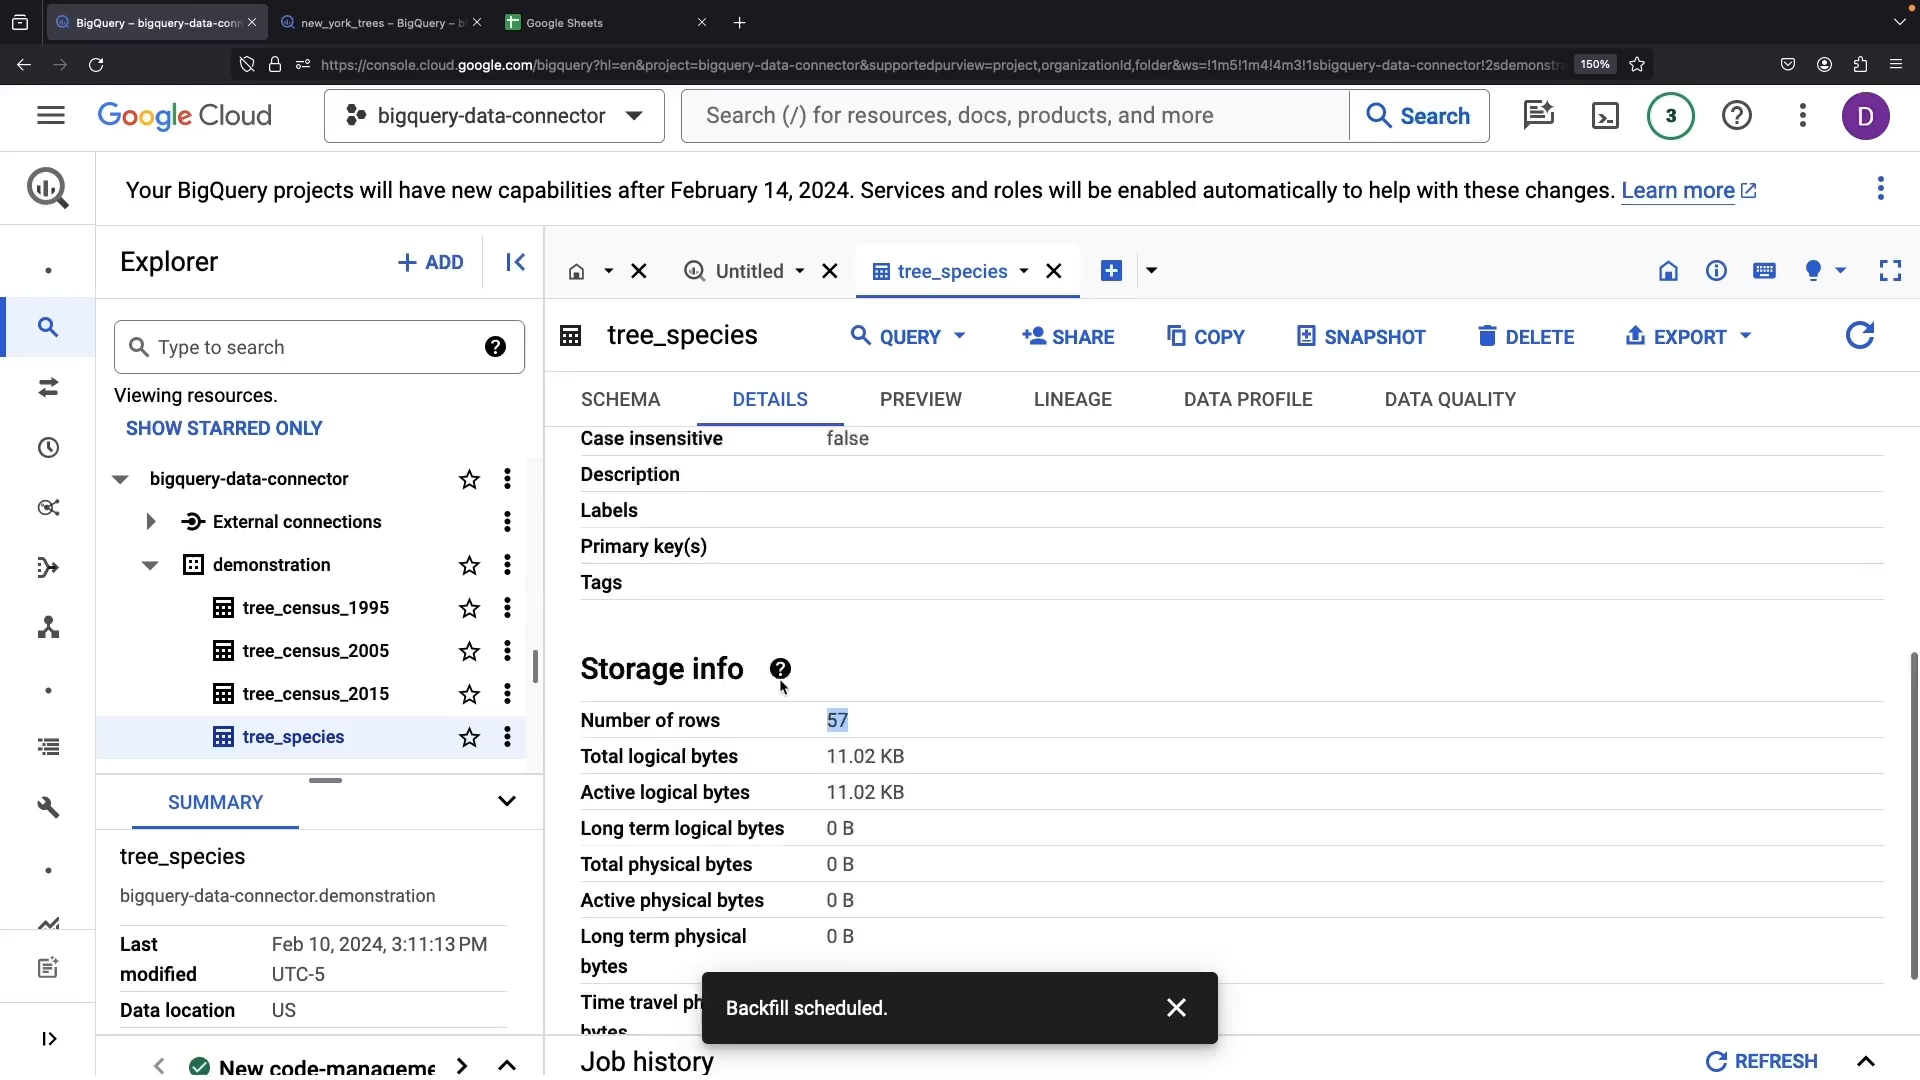 BigQuery – bigquery-data-conn
new_york_trees – BigQuery – b
Google Sheets
https://console.cloud.google.com/bigquery?hl=en&project=bigquery-data-connector&supportedpurview=project,organizationId,folder&ws=!1m5!1m4!4m3!1sbigquery-data-connector!2sdemonstra
150%
Google Cloud
bigquery-data-connector
Search (/) for resources, docs, products, and more
Search
3
D
Your BigQuery projects will have new capabilities after February 14, 2024. Services and roles will be enabled automatically to help with these changes. Learn more
Explorer
+ ADD
Untitled
tree_species
Type to search
tree_species
QUERY
SHARE
COPY
SNAPSHOT
DELETE
EXPORT
Viewing resources.
SHOW STARRED ONLY
SCHEMA
DETAILS
PREVIEW
LINEAGE
DATA PROFILE
DATA QUALITY
bigquery-data-connector
External connections
demonstration
tree_census_1995
tree_census_2005
tree_census_2015
tree_species
Case insensitive false
Description
Labels
Primary key(s)
Tags
Storage info
Number of rows 57
Total logical bytes 11.02 KB
Active logical bytes 11.02 KB
Long term logical bytes 0 B
Total physical bytes 0 B
Active physical bytes 0 B
Long term physical 0 B
bytes
Time travel ph
bytes
SUMMARY
tree_species
bigquery-data-connector.demonstration
Last Feb 10, 2024, 3:11:13 PM
modified UTC-5
Data location US
Backfill scheduled.
New code-manageme
Job history
REFRESH